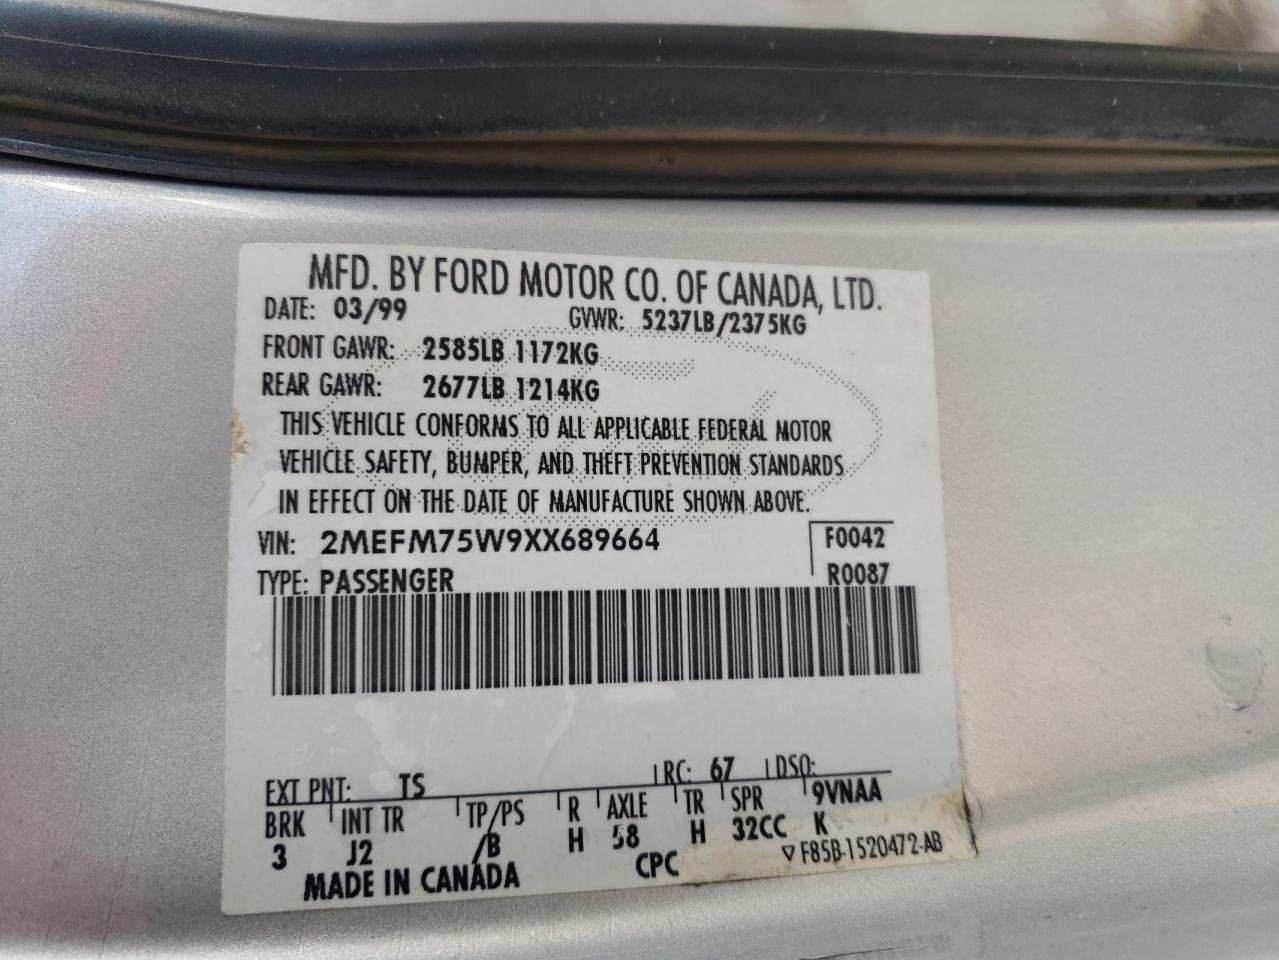 MFD. BY FORD MOTOR CO. OF CANADA, LTD.
DATE: 03/99 GVWR: 5237LB/2375KG
FRONT GAWR: 2585LB 1172KG
REAR GAWR: 2677LB 1214KG
THIS VEHICLE CONFORMS TO ALL APPLICABLE FEDERAL MOTOR
VEHICLE SAFETY, BUMPER, AND THEFT PREVENTION STANDARDS
IN EFFECT ON THE DATE OF MANUFACTURE SHOWN ABOVE.
VIN: 2MEFM75W9XX689664 F0042
TYPE: PASSENGER R0087
EXT PNT: TS RC: 67 DSO:
BRK INT TR TP/PS R AXLE TR SPR 9VNAA
3 J2 /B H 58 H 32CC K
MADE IN CANADA CPC ▽F85B-1520472-AB